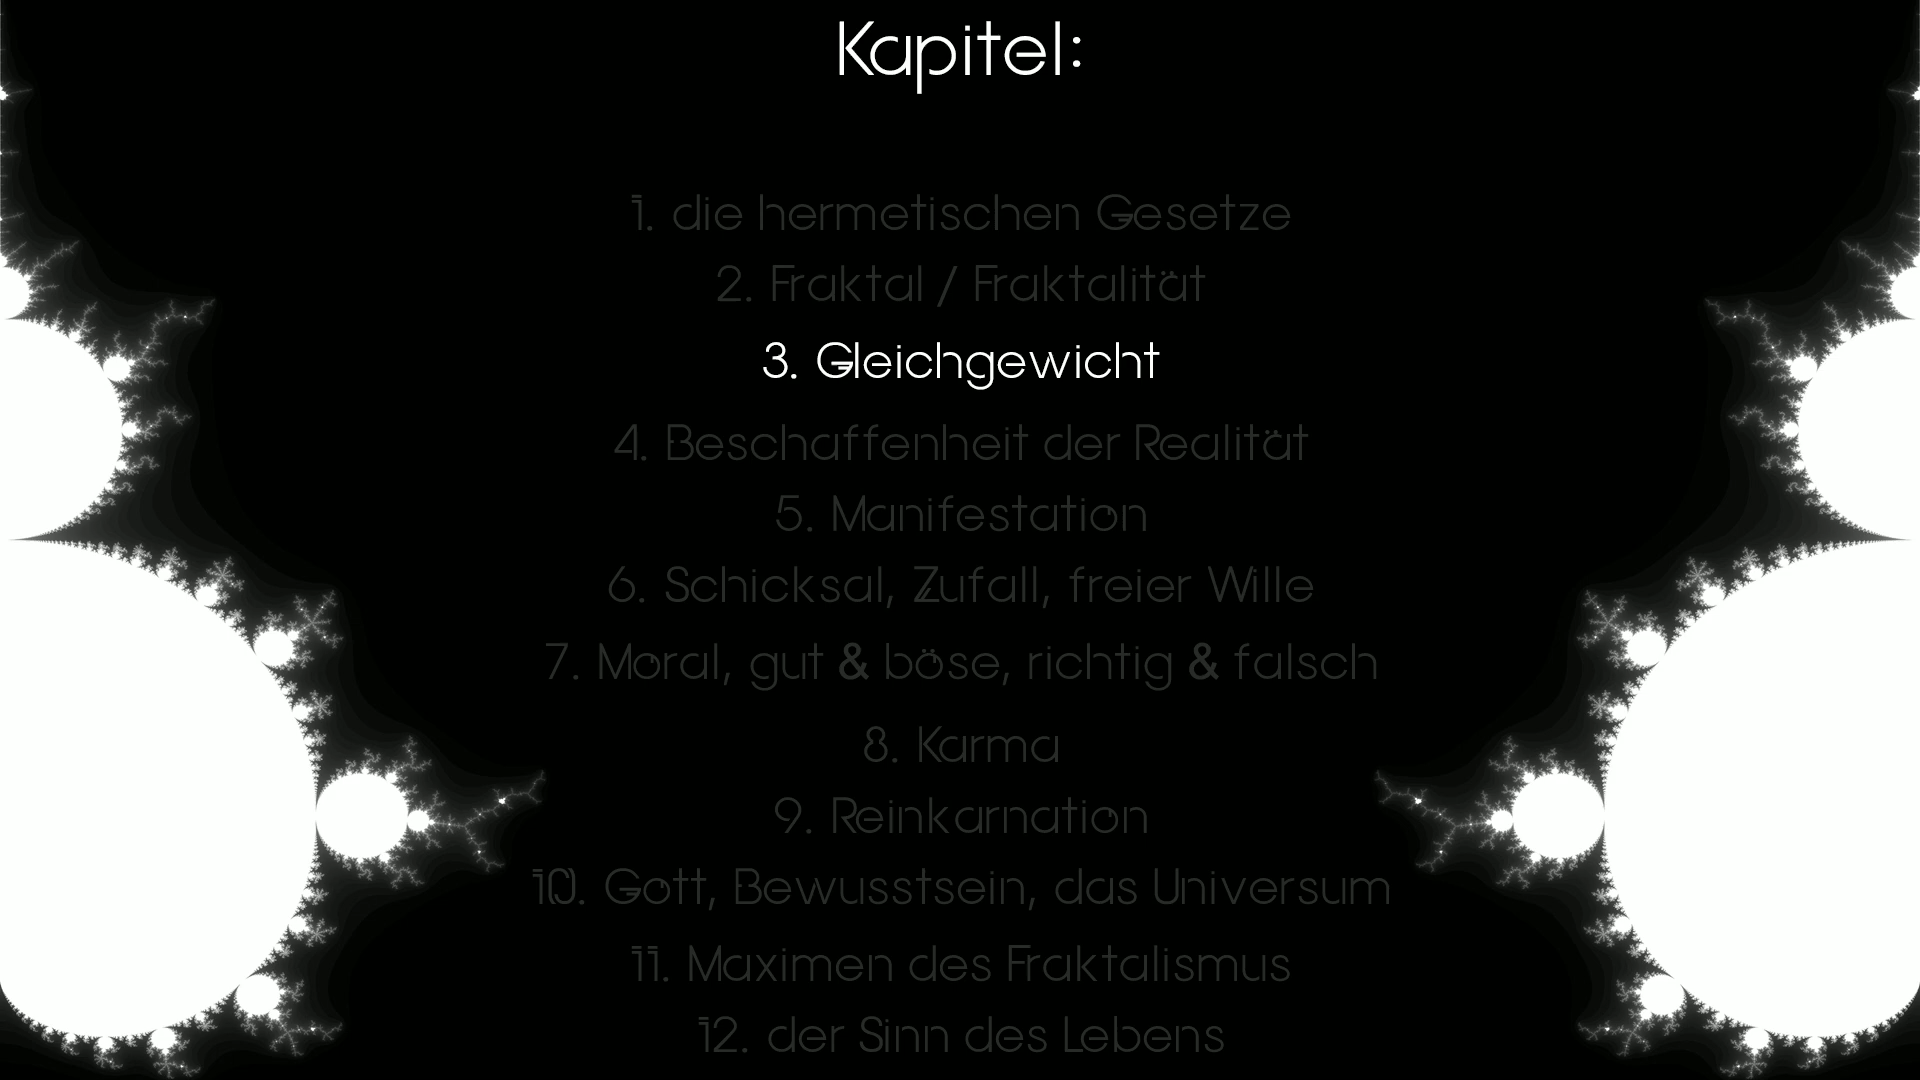 Kapitel:
1. die hermetischen Gesetze
2. Fraktal / Fraktalität
3. Gleichgewicht
4. Beschaffenheit der Realität
5. Manifestation
6. Schicksal, Zufall, freier Wille
7. Moral, gut & böse, richtig & falsch
8. Karma
9. Reinkarnation
10. Gott, Bewusstsein, das Universum
11. Maximen des Fraktalismus
12. der Sinn des Lebens